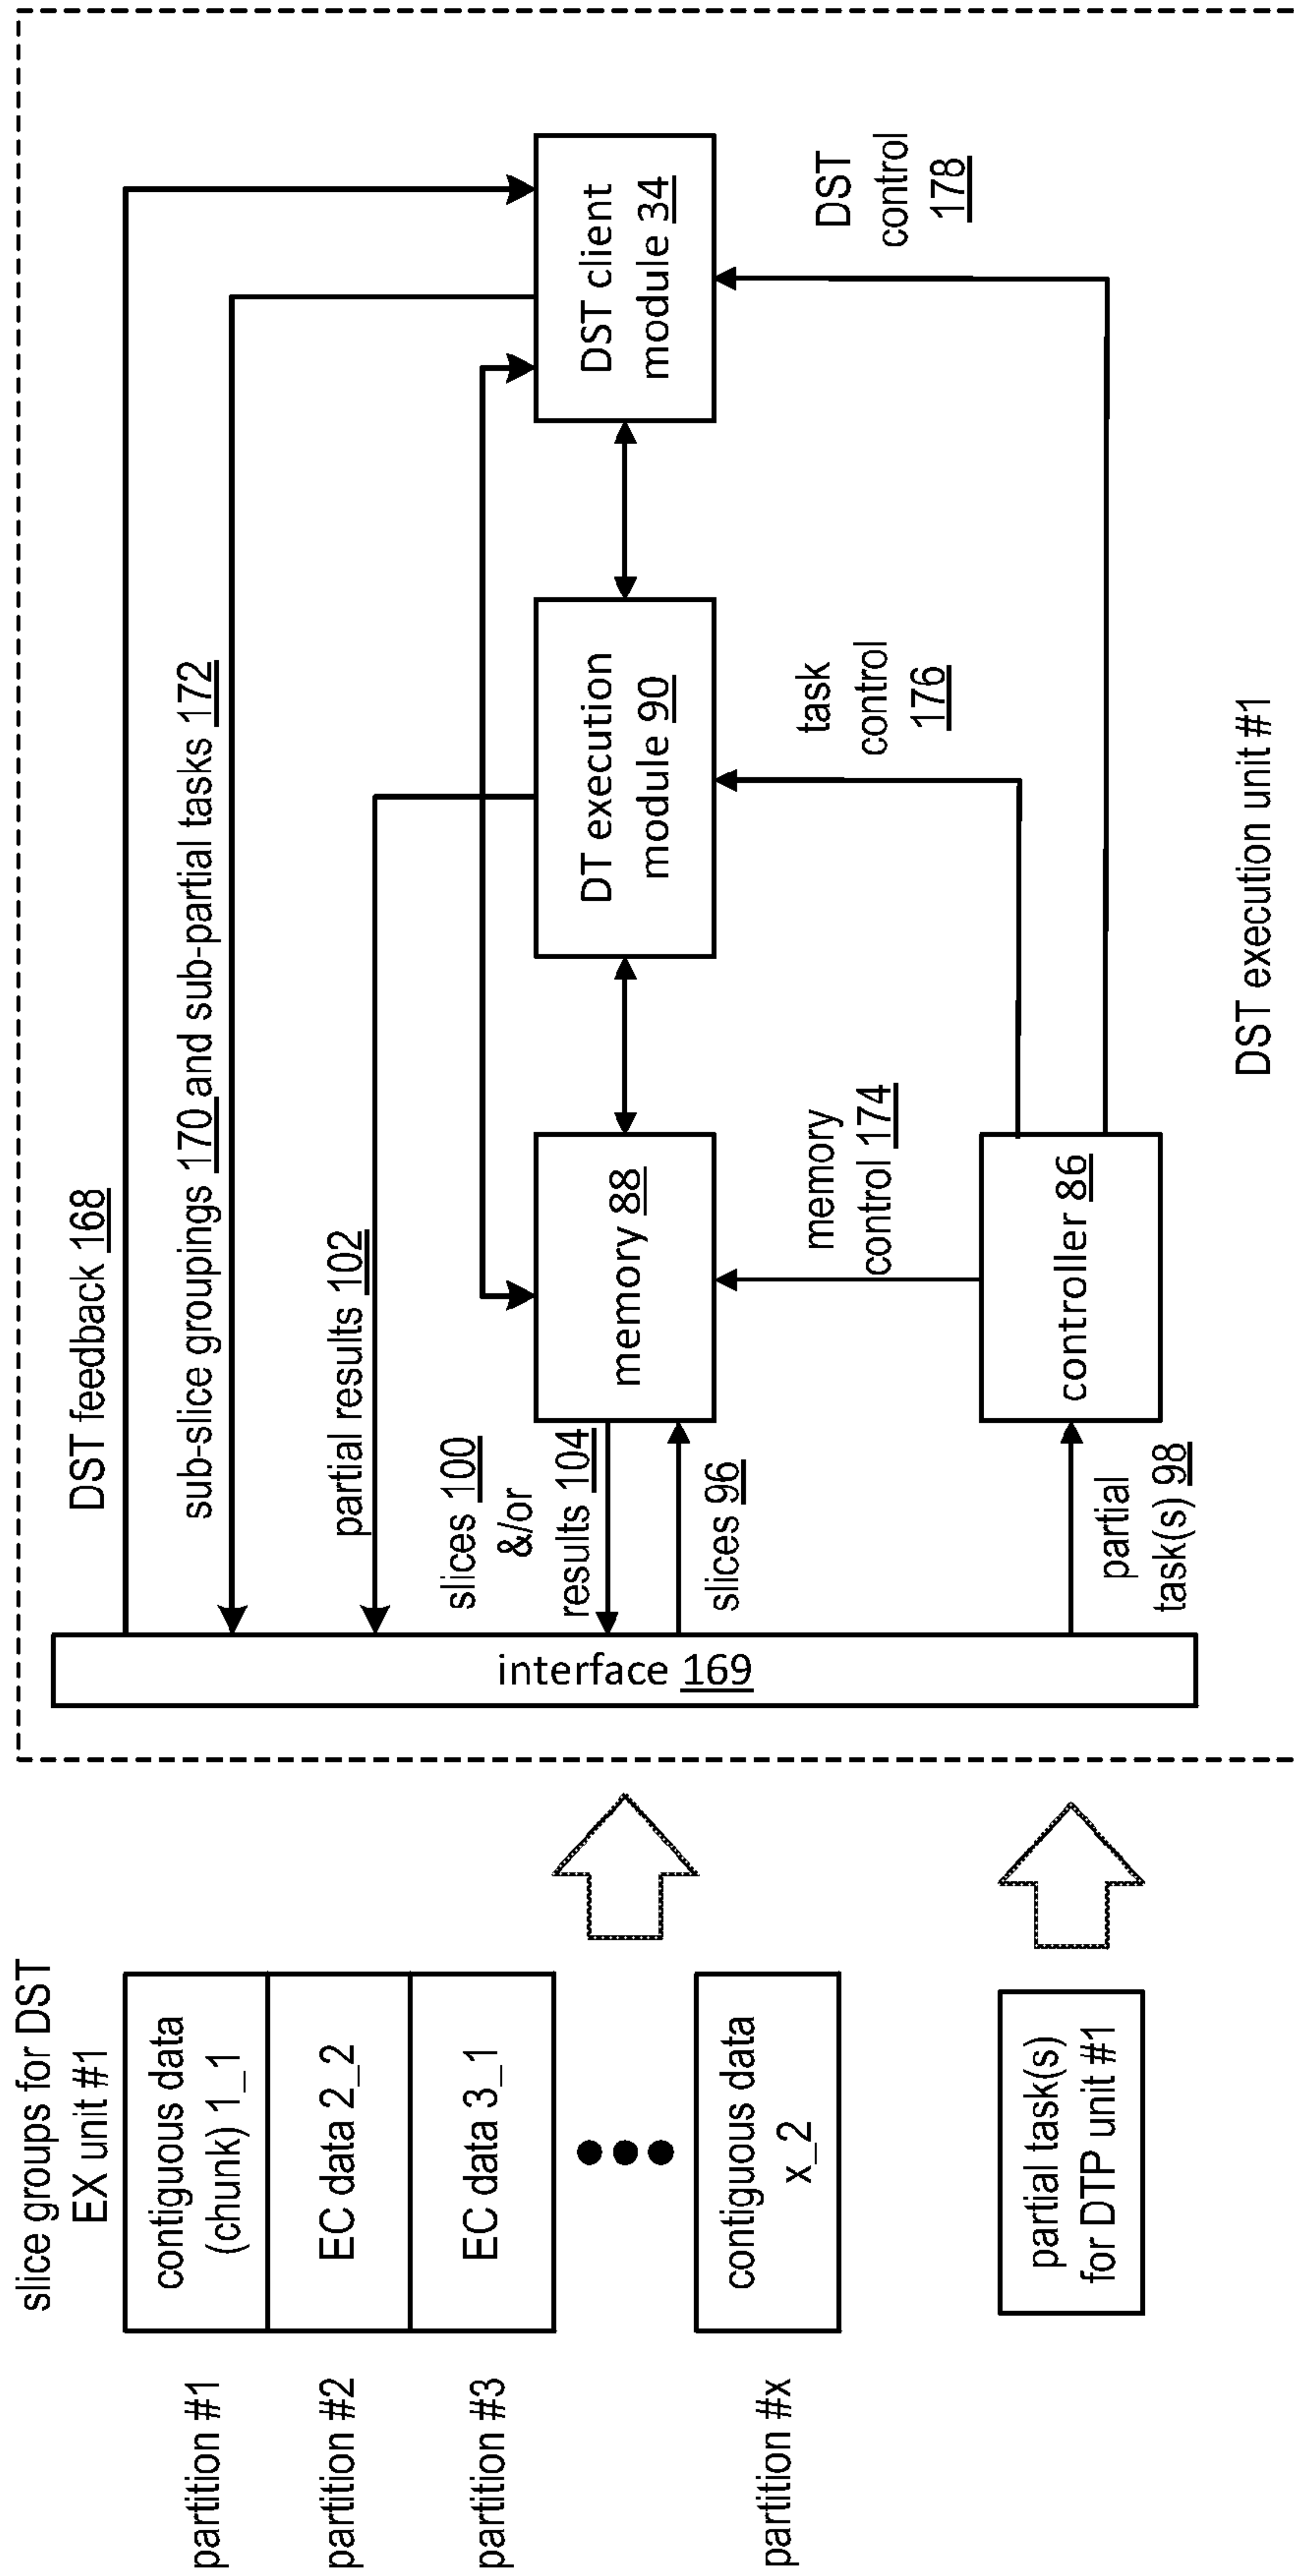 slice groups for DST
EX unit #1
partition #1
contiguous data
(chunk) 1_1
partition #2
EC data 2_2
partition #3
EC data 3_1
partition #x
contiguous data
x_2
partial task(s)
for DTP unit #1
interface 169
DST feedback 168
sub-slice groupings 170 and sub-partial tasks 172
partial results 102
slices 100
&/or
results 104
slices 96
partial
task(s) 98
memory 88
DT execution
module 90
DST client
module 34
memory
control 174
task
control
176
DST
control
178
controller 86
DST execution unit #1